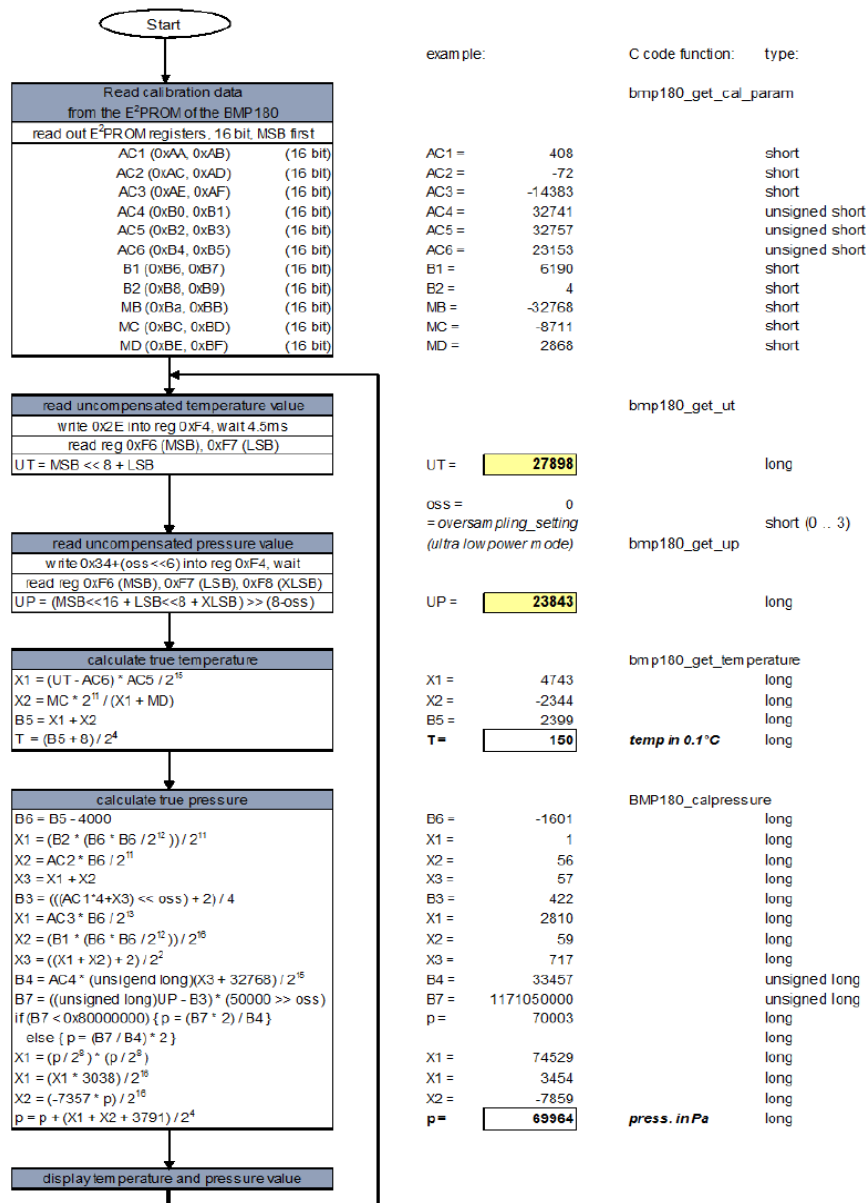 Start
example: C code function: type:
Read calibration data bmp180_get_cal_param
from the E²PROM of the BMP180
read out E²PROM registers, 16 bit, MSB first
AC1 (0xAA, 0xAB) (16 bit) AC1 = 408 short
AC2 (0xAC, 0xAD) (16 bit) AC2 = -72 short
AC3 (0xAE, 0xAF) (16 bit) AC3 = -14383 short
AC4 (0xB0, 0xB1) (16 bit) AC4 = 32741 unsigned short
AC5 (0xB2, 0xB3) (16 bit) AC5 = 32757 unsigned short
AC6 (0xB4, 0xB5) (16 bit) AC6 = 23153 unsigned short
B1 (0xB6, 0xB7) (16 bit) B1 = 6190 short
B2 (0xB8, 0xB9) (16 bit) B2 = 4 short
MB (0xBa, 0xBB) (16 bit) MB = -32768 short
MC (0xBC, 0xBD) (16 bit) MC = -8711 short
MD (0xBE, 0xBF) (16 bit) MD = 2868 short
read uncompensated temperature value bmp180_get_ut
write 0x2E into reg 0xF4, wait 4.5ms
read reg 0xF6 (MSB), 0xF7 (LSB)
UT = MSB << 8 + LSB UT = 27898 long
oss = 0
= oversampling_setting short (0 .. 3)
read uncompensated pressure value (ultra low power mode) bmp180_get_up
write 0x34+(oss<<6) into reg 0xF4, wait
read reg 0xF6 (MSB), 0xF7 (LSB), 0xF8 (XLSB)
UP = (MSB<<16 + LSB<<8 + XLSB) >> (8-oss) UP = 23843 long
calculate true temperature bmp180_get_temperature
X1 = (UT - AC6) * AC5 / 2¹⁵ X1 = 4743 long
X2 = MC * 2¹¹ / (X1 + MD) X2 = -2344 long
B5 = X1 + X2 B5 = 2399 long
T = (B5 + 8) / 2⁴ T = 150 temp in 0.1°C long
calculate true pressure BMP180_calpressure
B6 = B5 - 4000 B6 = -1601 long
X1 = (B2 * (B6 * B6 / 2¹²)) / 2¹¹ X1 = 1 long
X2 = AC2 * B6 / 2¹¹ X2 = 56 long
X3 = X1 + X2 X3 = 57 long
B3 = (((AC1*4+X3) << oss) + 2) / 4 B3 = 422 long
X1 = AC3 * B6 / 2¹³ X1 = 2810 long
X2 = (B1 * (B6 * B6 / 2¹²)) / 2¹⁶ X2 = 59 long
X3 = ((X1 + X2) + 2) / 2² X3 = 717 long
B4 = AC4 * (unsigend long)(X3 + 32768) / 2¹⁵ B4 = 33457 unsigned long
B7 = ((unsigned long)UP - B3) * (50000 >> oss) B7 = 1171050000 unsigned long
if (B7 < 0x80000000) { p = (B7 * 2) / B4 } p = 70003 long
else { p = (B7 / B4) * 2 } long
X1 = (p / 2⁸) * (p / 2⁸) X1 = 74529 long
X1 = (X1 * 3038) / 2¹⁶ X1 = 3454 long
X2 = (-7357 * p) / 2¹⁶ X2 = -7859 long
p = p + (X1 + X2 + 3791) / 2⁴ p = 69964 press. in Pa long
display temperature and pressure value